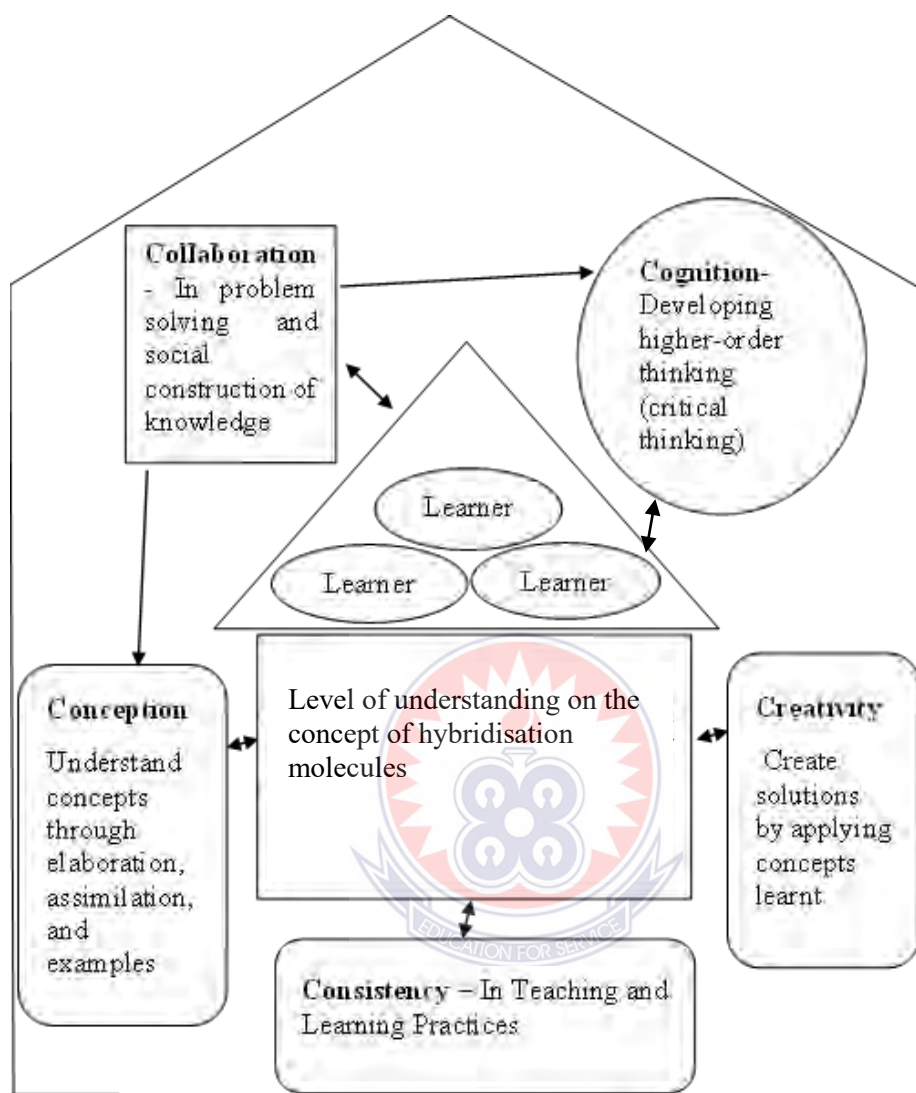 Collaboration
- In problem
solving and
social
construction of
knowledge
Cognition-
Developing
higher-order
thinking
(critical
thinking)
Learner
Learner
Learner
Conception
Understand
concepts
through
elaboration,
assimilation,
and
examples
Level of understanding on the
concept of hybridisation
molecules
Creativity
Create
solutions
by applying
concepts
learnt
EDUCATION FOR SERVICE
Consistency – In Teaching and
Learning Practices